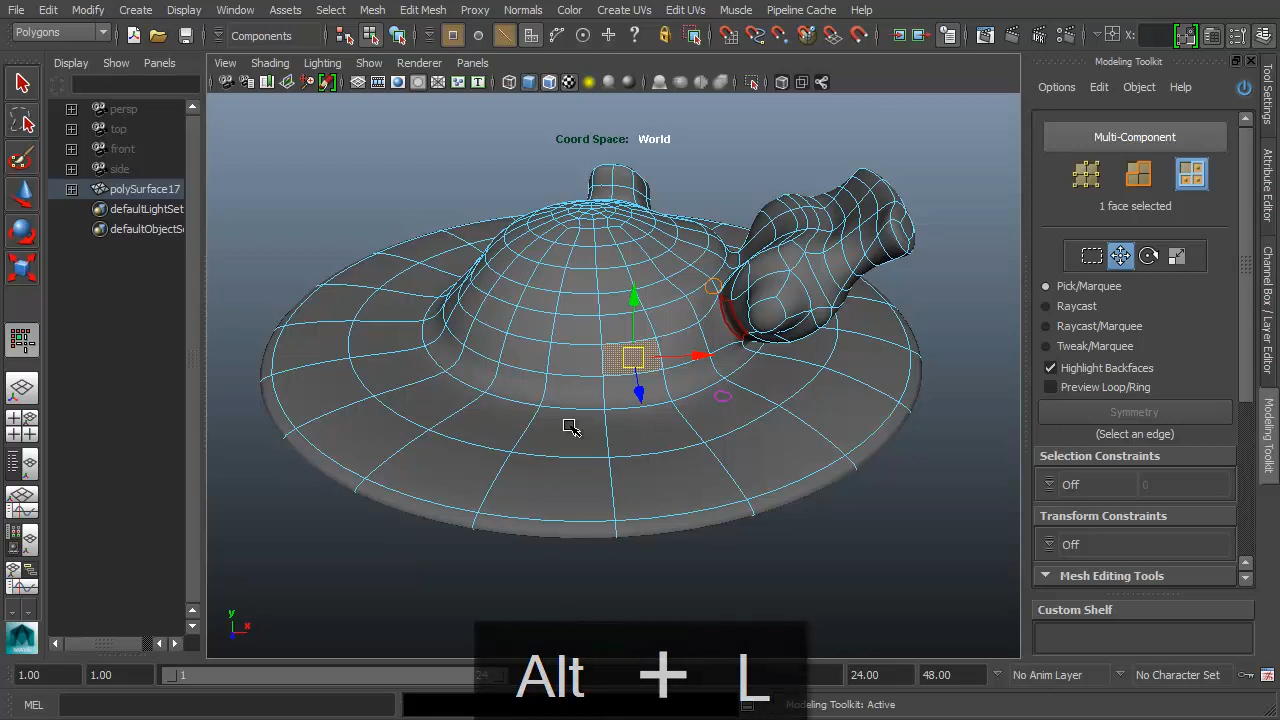 File Edit Modify Create Display Window Assets Select Mesh Edit Mesh Proxy Normals Color Create UVs Edit UVs Muscle Pipeline Cache Help
Polygons
Components
X:
Display Show Panels
View Shading Lighting Show Renderer Panels
Modeling Toolkit
Edit Object Help
Options
Multi-Component
1 face selected
Pick/Marquee
Raycast
Raycast/Marquee
Tweak/Marquee
Highlight Backfaces
Preview Loop/Ring
Symmetry
(Select an edge)
Selection Constraints
Off
0
Transform Constraints
Off
Mesh Editing Tools
Custom Shelf
Tool Settings
Attribute Editor
Channel Box / Layer Editor
Modeling Toolkit
persp
top
front
side
polySurface17
defaultLightSet
defaultObjectSe
Coord Space: World
y
x
Alt + L
1.00
1.00
1
24
24.00
48.00
No Anim Layer
No Character Set
MEL
Modeling Toolkit: Active